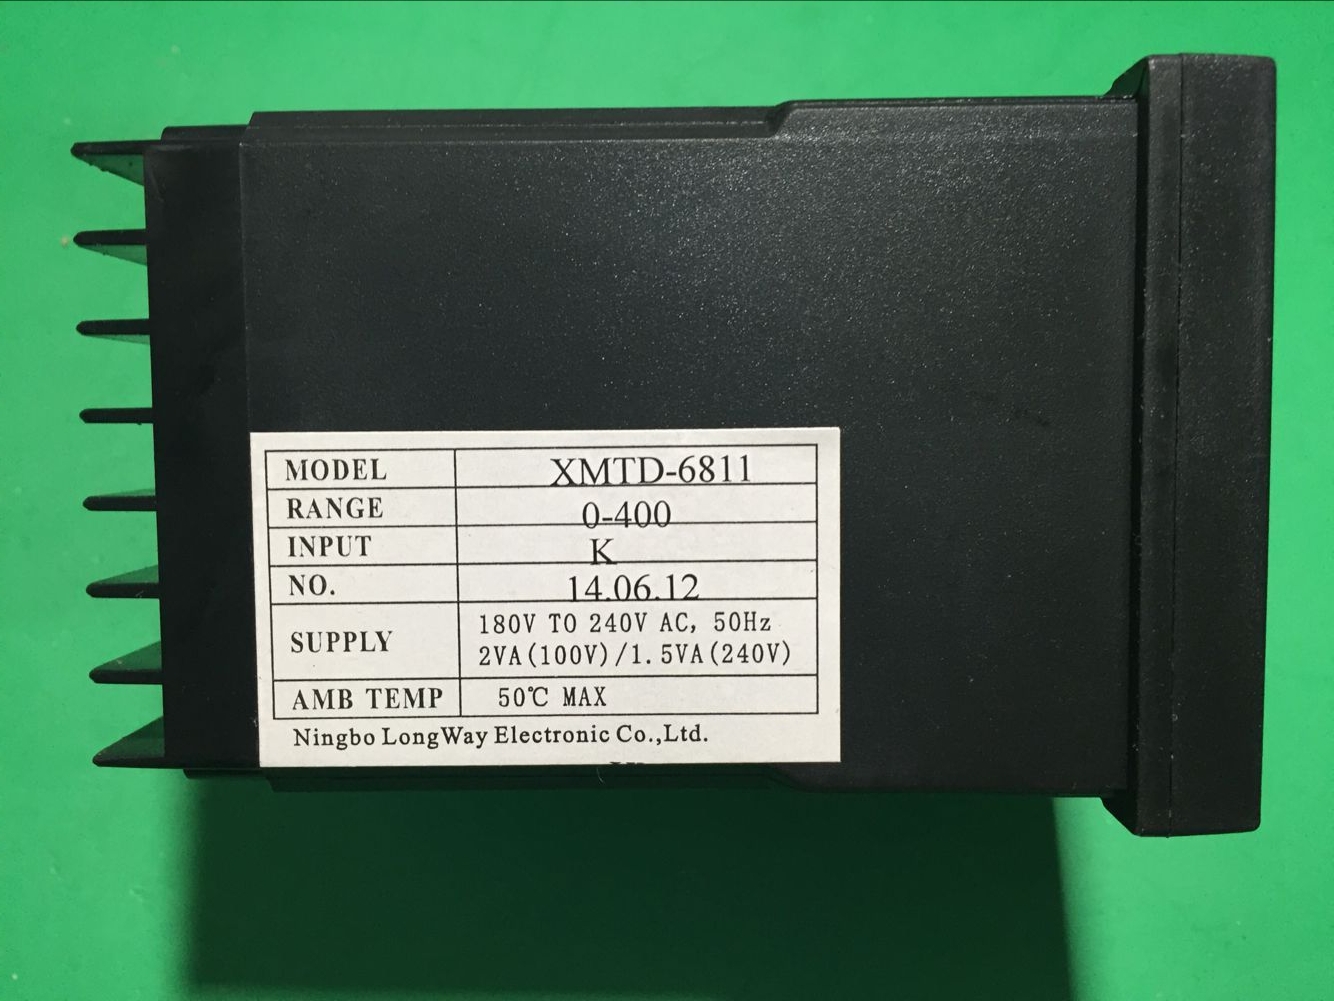 MODEL XMTD-6811
RANGE 0-400
INPUT K
NO. 14.06.12
SUPPLY 180V TO 240V AC, 50Hz
2VA(100V)/1.5VA(240V)
AMB TEMP 50℃ MAX
Ningbo LongWay Electronic Co.,Ltd.